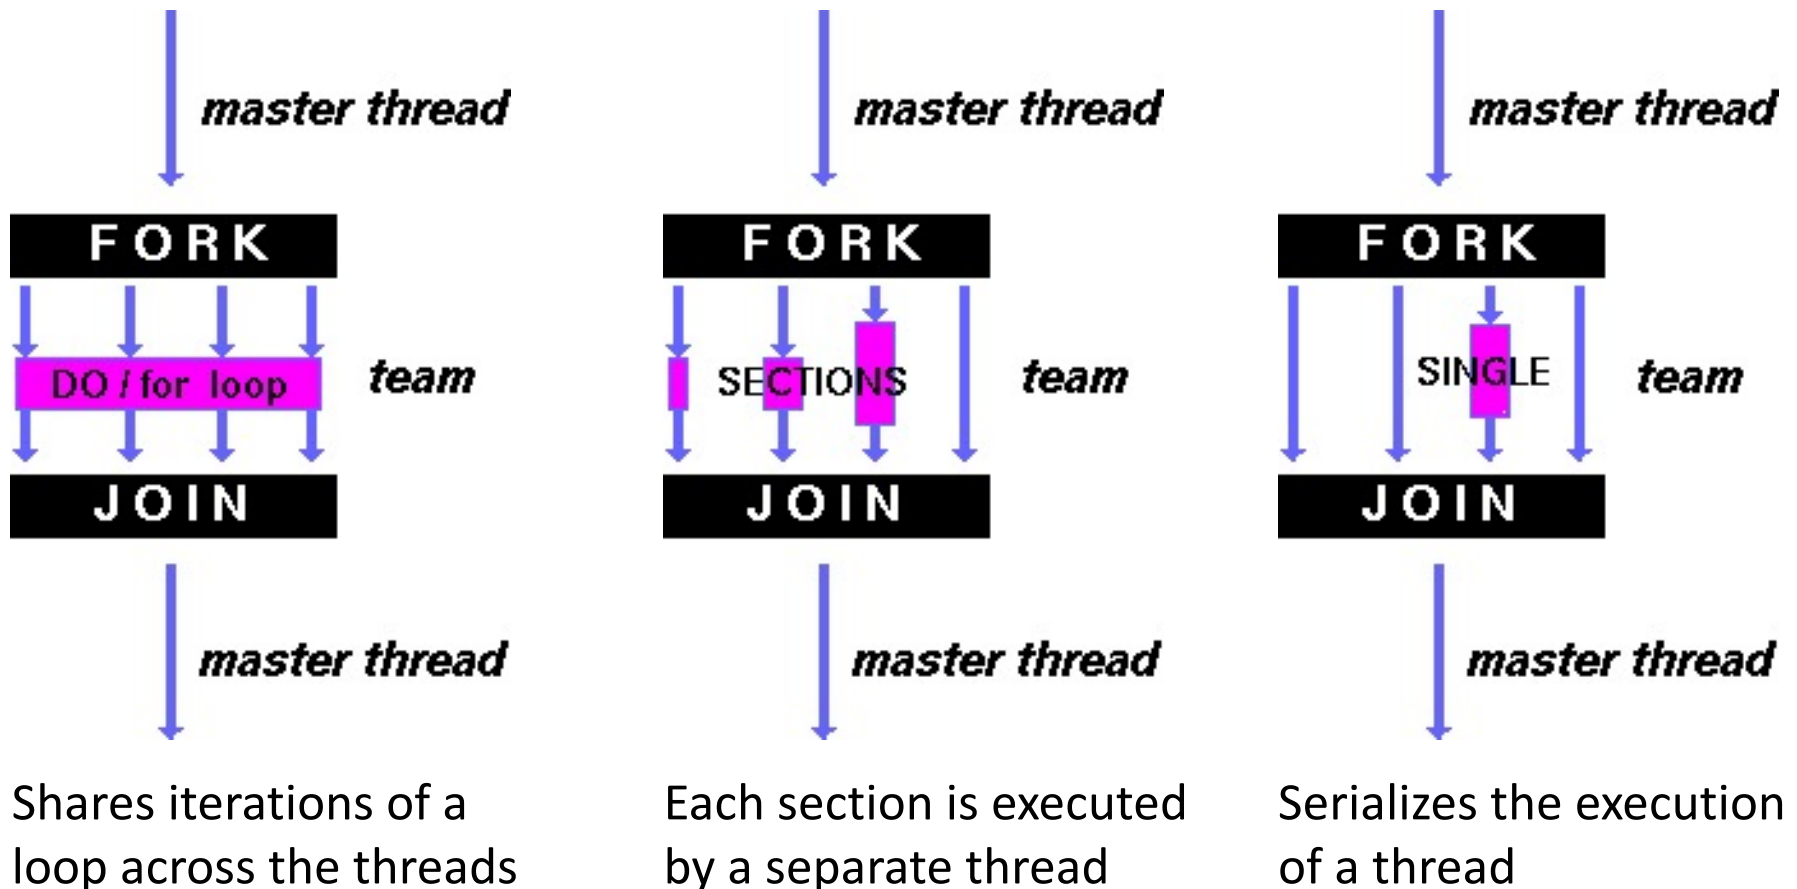 master thread
FORK
DO / for loop
team
JOIN
master thread
Shares iterations of a
loop across the threads
master thread
FORK
SECTIONS
team
JOIN
master thread
Each section is executed
by a separate thread
master thread
FORK
SINGLE
team
JOIN
master thread
Serializes the execution
of a thread